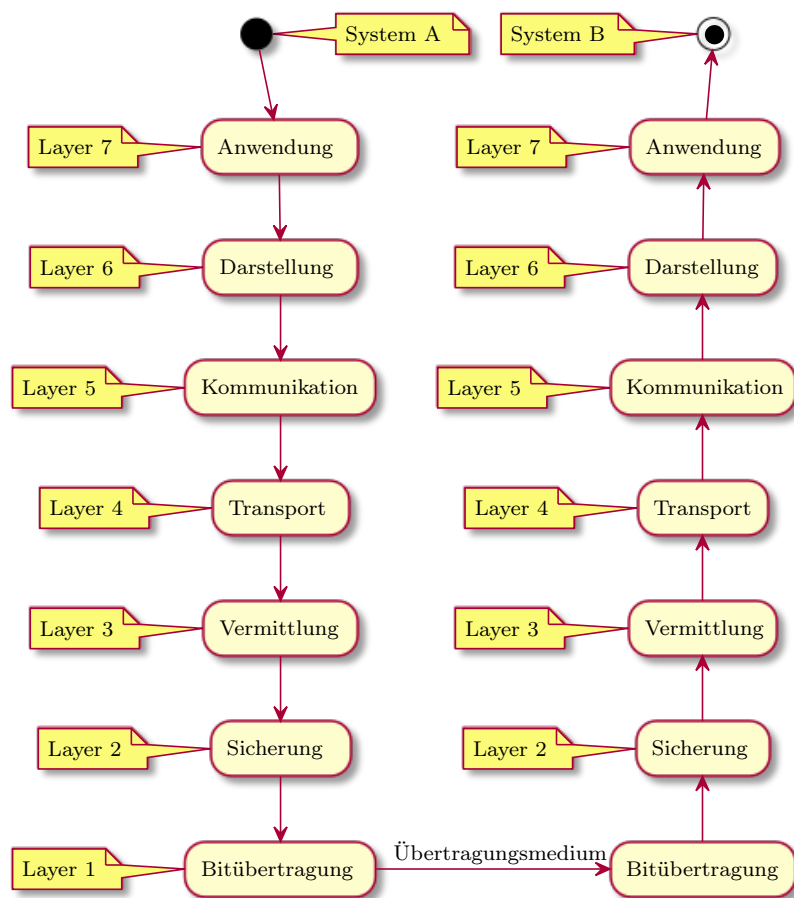 System A
System B
Layer 7
Anwendung
Layer 7
Anwendung
Layer 6
Darstellung
Layer 6
Darstellung
Layer 5
Kommunikation
Layer 5
Kommunikation
Layer 4
Transport
Layer 4
Transport
Layer 3
Vermittlung
Layer 3
Vermittlung
Layer 2
Sicherung
Layer 2
Sicherung
Layer 1
Bitübertragung
Übertragungsmedium
Bitübertragung